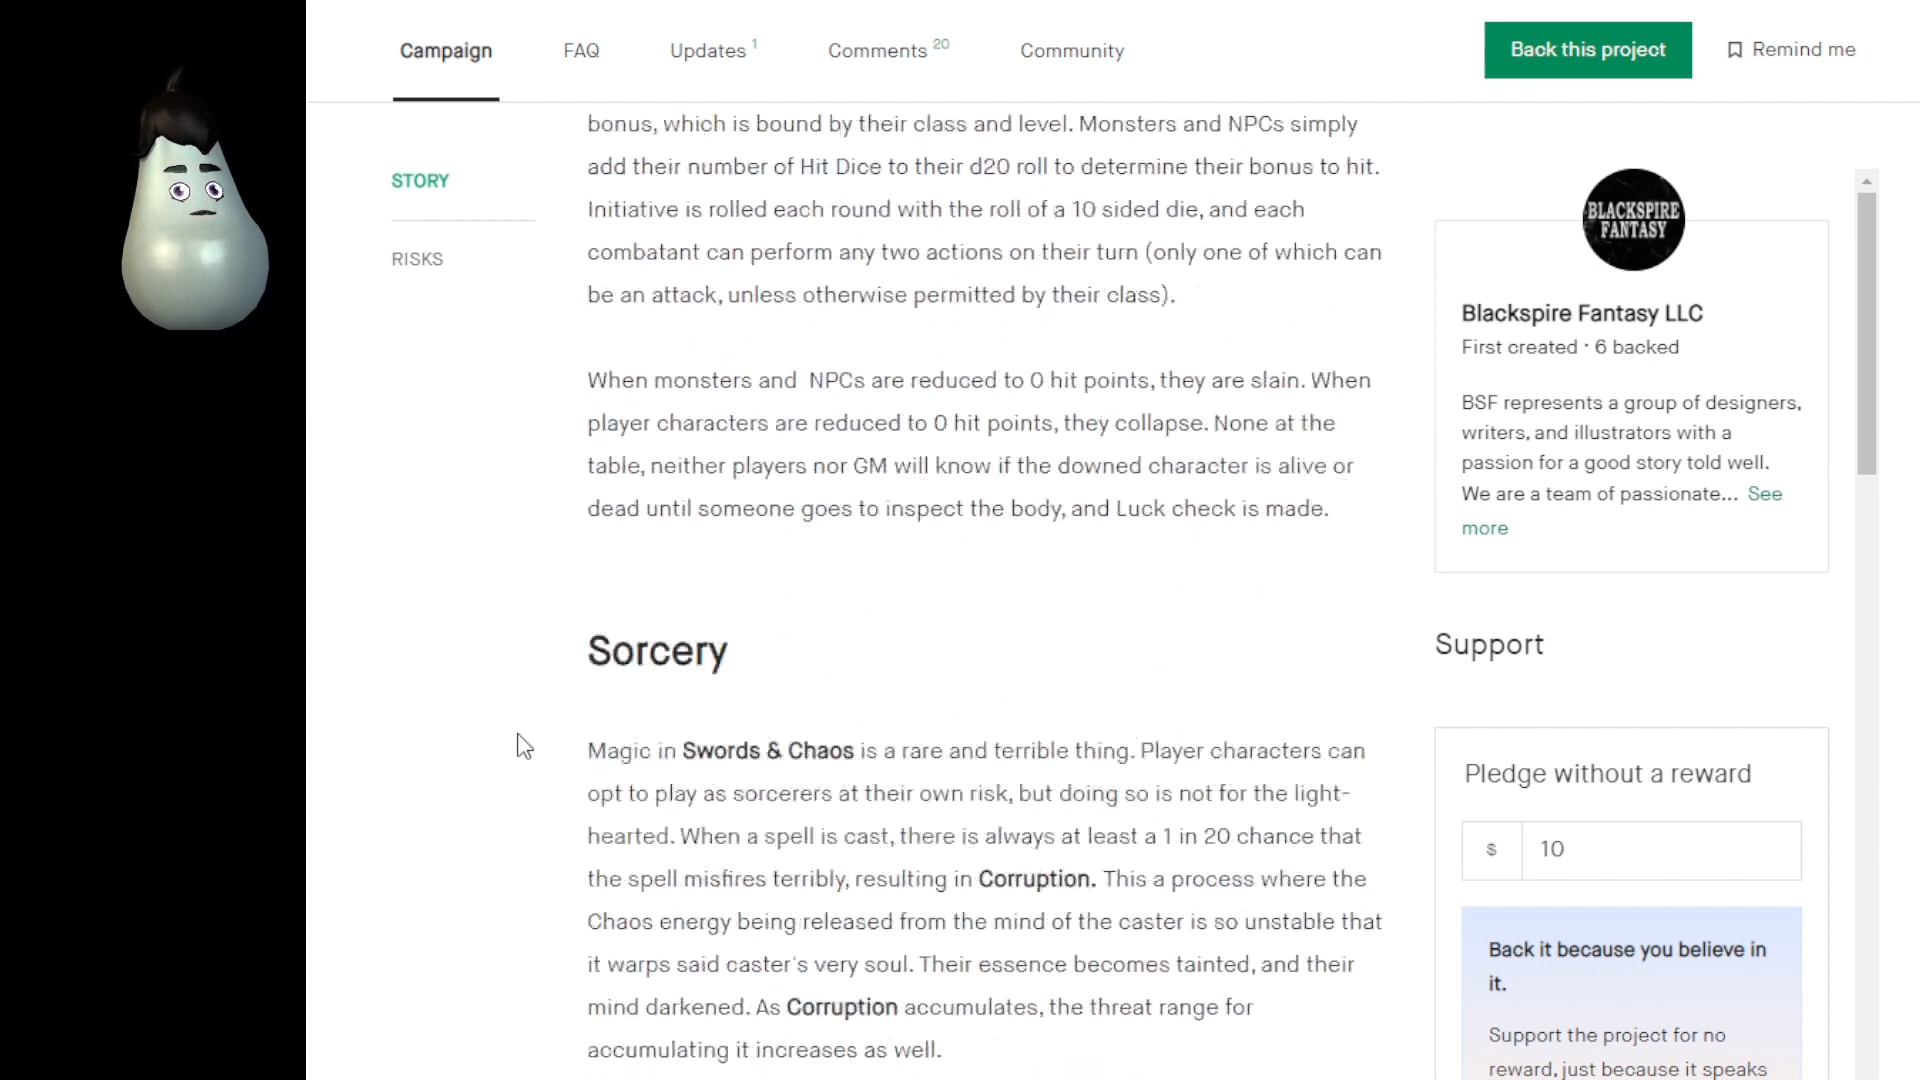 Campaign
FAQ
Updates 1
Comments 20
Community
Back this project
Remind me
STORY
RISKS
bonus, which is bound by their class and level. Monsters and NPCs simply
add their number of Hit Dice to their d20 roll to determine their bonus to hit.
Initiative is rolled each round with the roll of a 10 sided die, and each
combatant can perform any two actions on their turn (only one of which can
be an attack, unless otherwise permitted by their class).
When monsters and NPCs are reduced to 0 hit points, they are slain. When
player characters are reduced to 0 hit points, they collapse. None at the
table, neither players nor GM will know if the downed character is alive or
dead until someone goes to inspect the body, and Luck check is made.
Sorcery
Magic in Swords & Chaos is a rare and terrible thing. Player characters can
opt to play as sorcerers at their own risk, but doing so is not for the light-
hearted. When a spell is cast, there is always at least a 1 in 20 chance that
the spell misfires terribly, resulting in Corruption. This a process where the
Chaos energy being released from the mind of the caster is so unstable that
it warps said caster's very soul. Their essence becomes tainted, and their
mind darkened. As Corruption accumulates, the threat range for
accumulating it increases as well.
BLACKSPIRE
FANTASY
Blackspire Fantasy LLC
First created · 6 backed
BSF represents a group of designers,
writers, and illustrators with a
passion for a good story told well.
We are a team of passionate... See
more
Support
Pledge without a reward
$ 10
Back it because you believe in
it.
Support the project for no
reward, just because it speaks